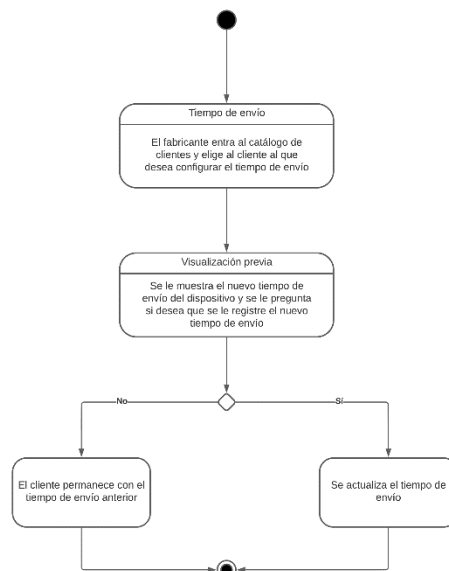 Tiempo de envío
El fabricante entra al catálogo de
clientes y elige al cliente al que
desea configurar el tiempo de envío
Visualización previa
Se le muestra el nuevo tiempo de
envío del dispositivo y se le pregunta
si desea que se le registre el nuevo
tiempo de envío
No
Sí
El cliente permanece con el
tiempo de envío anterior
Se actualiza el tiempo de
envío